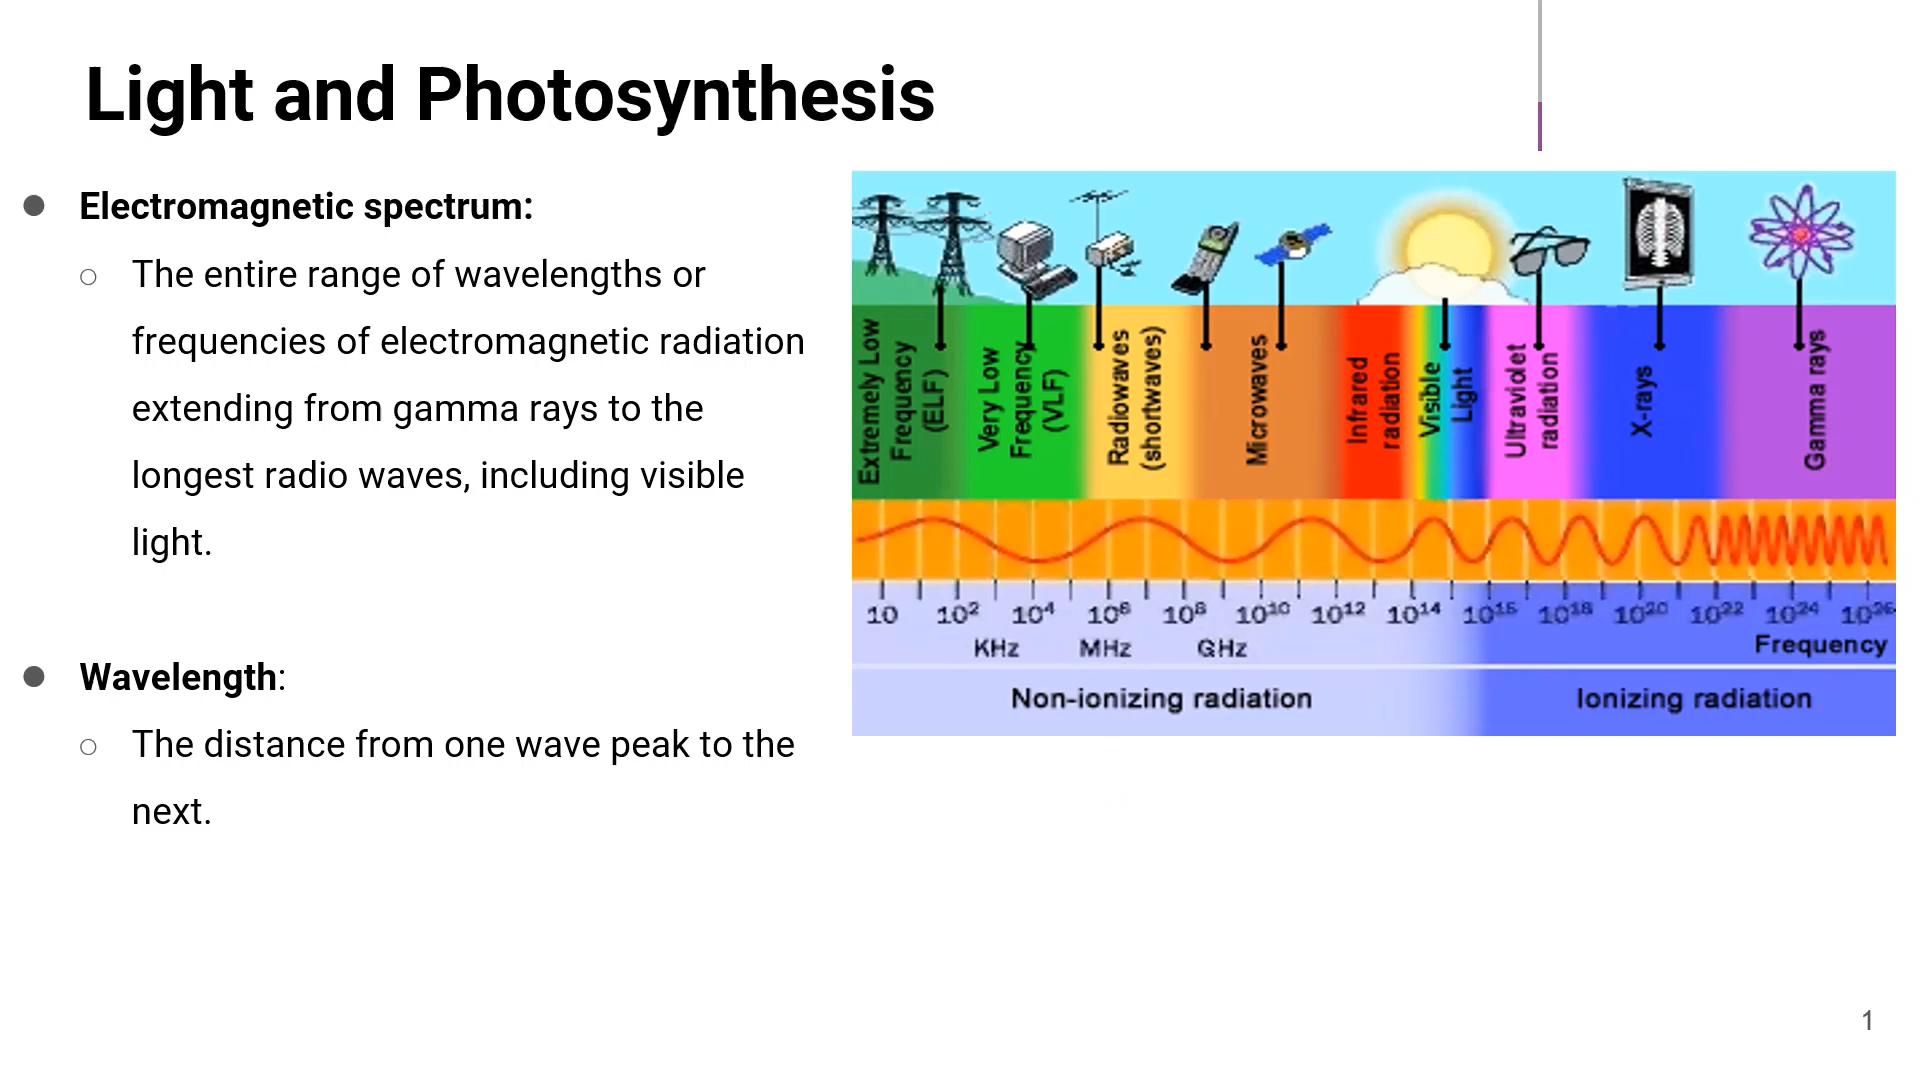 Light and Photosynthesis
● Electromagnetic spectrum:
○ The entire range of wavelengths or
frequencies of electromagnetic radiation
extending from gamma rays to the
longest radio waves, including visible
light.
● Wavelength:
○ The distance from one wave peak to the
next.
Extremely Low
Frequency
(ELF)
Very Low
Frequency
(VLF)
Radiowaves
(shortwaves)
Microwaves
Infrared
radiation
Visible
Light
Ultraviolet
radiation
X-rays
Gamma rays
10 10² 10⁴ 10⁶ 10⁸ 10¹⁰ 10¹² 10¹⁴ 10¹⁶ 10¹⁸ 10²⁰ 10²² 10²⁴ 10²⁶
KHz MHz GHz Frequency
Non-ionizing radiation Ionizing radiation
1